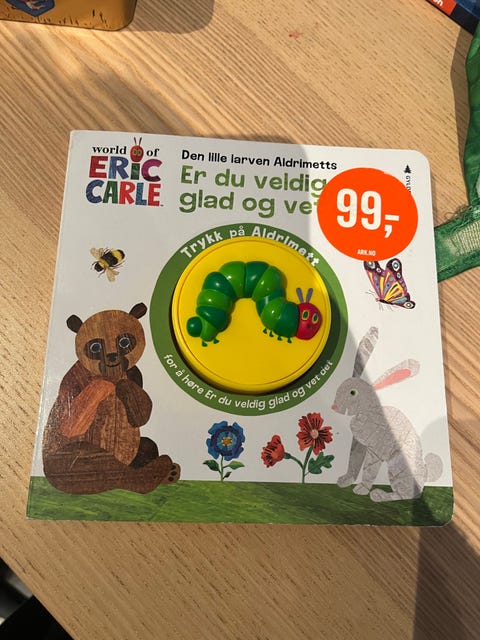 world of
ERIC
CARLE™
Den lille larven Aldrimetts
Er du veldig
glad og vet
99,-
ARK.NO
Trykk på Aldrimett
for å høre Er du veldig glad og vet det